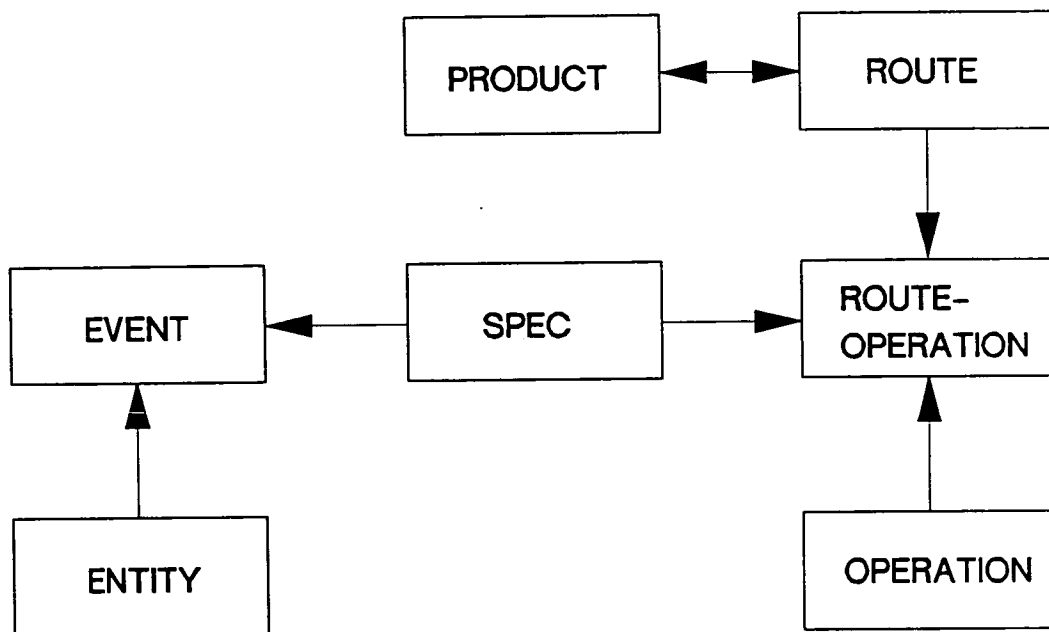 PRODUCT
ROUTE
EVENT
SPEC
ROUTE-
OPERATION
ENTITY
OPERATION